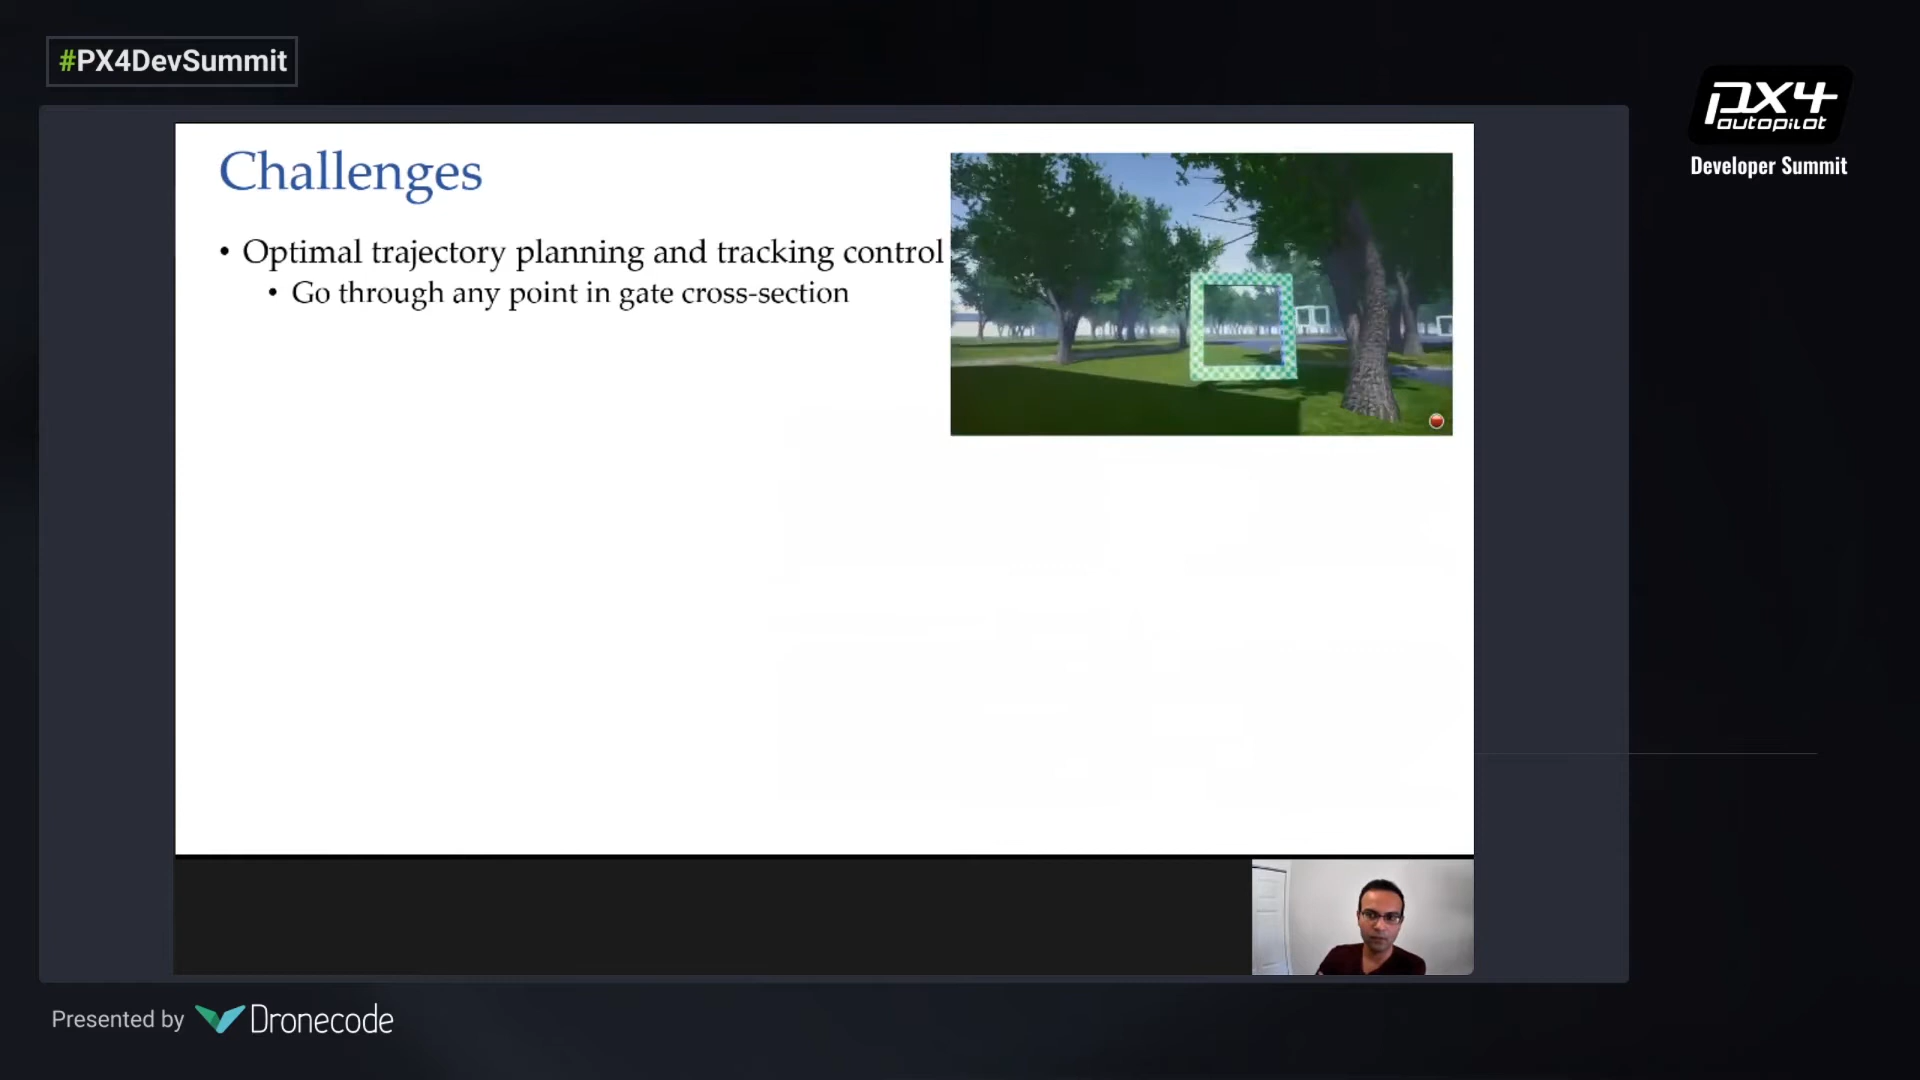 #PX4DevSummit
PX4
autopilot
Developer Summit
Challenges
• Optimal trajectory planning and tracking control
• Go through any point in gate cross-section
Presented by Dronecode